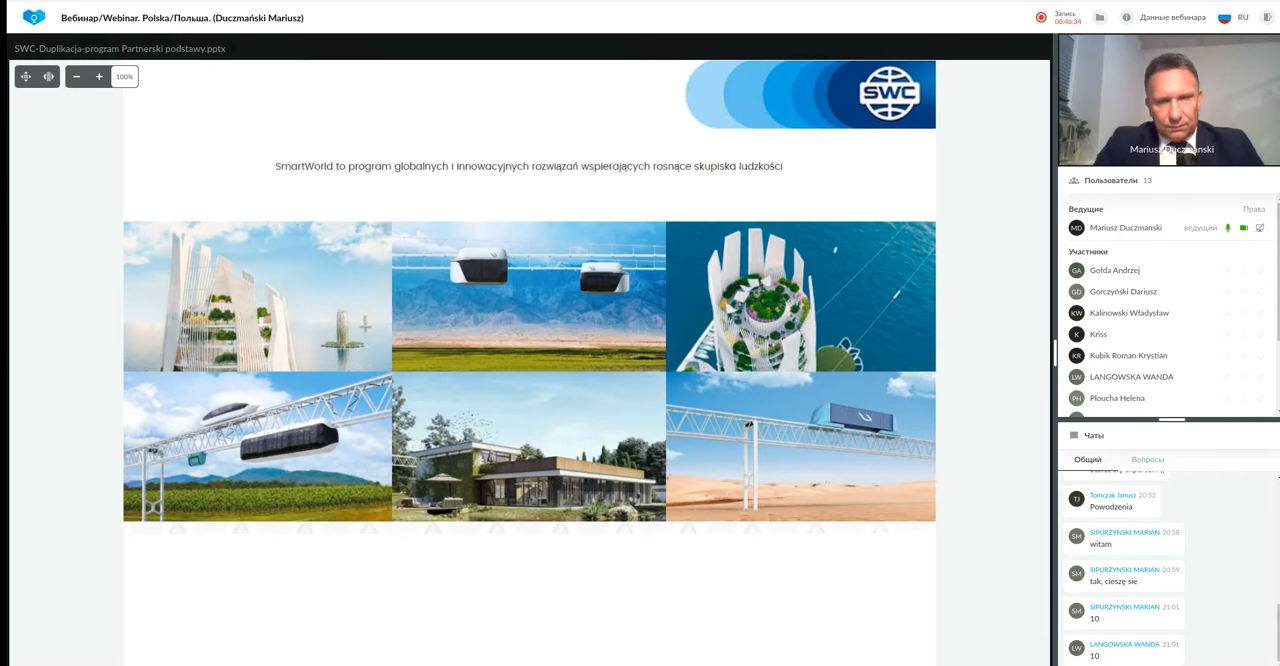 Вебинар/Webinar. Polska/Польша. (Duczmański Mariusz)
Запись
00:46:34
Данные вебинара
RU
SWC-Duplikacja-program Partnerski podstawy.pptx
100%
SWC
SmartWorld to program globalnych i innowacyjnych rozwiązań wspierających rosnące skupiska ludzkości
Mariusz Duczmanski
Пользователи 13
Ведущие Права
MD Mariusz Duczmanski ведущий
Участники
GA Gołda Andrzej
GD Górczyński Dariusz
KW Kalinowski Władysław
K Kriss
KR Kubik Roman Krystian
LW LANGOWSKA WANDA
PH Ploucha Helena
Чаты
Общий Вопросы
TJ Tomczak Janusz 20:52
Powodzenia
SM SIPURZYNSKI MARIAN 20:58
witam
SM SIPURZYNSKI MARIAN 20:59
tak, cieszę sie
SM SIPURZYNSKI MARIAN 21:01
10
LW LANGOWSKA WANDA 21:01
10